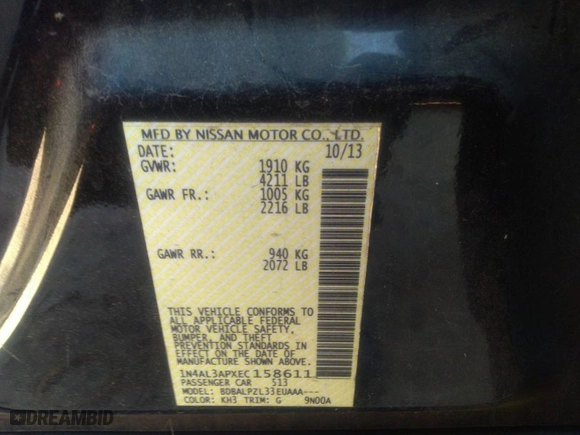 MFD BY NISSAN MOTOR CO., LTD.
DATE: 10/13
GVWR: 1910 KG
4211 LB
GAWR FR.: 1005 KG
2216 LB
GAWR RR.: 940 KG
2072 LB
THIS VEHICLE CONFORMS TO
ALL APPLICABLE FEDERAL
MOTOR VEHICLE SAFETY,
BUMPER, AND THEFT
PREVENTION STANDARDS IN
EFFECT ON THE DATE OF
MANUFACTURE SHOWN ABOVE.
1N4AL3APXEC158611
PASSENGER CAR 513
MODEL: BDBALPZL33EUAAA---
COLOR: KH3 TRIM: G 9N00A
DREAMBID